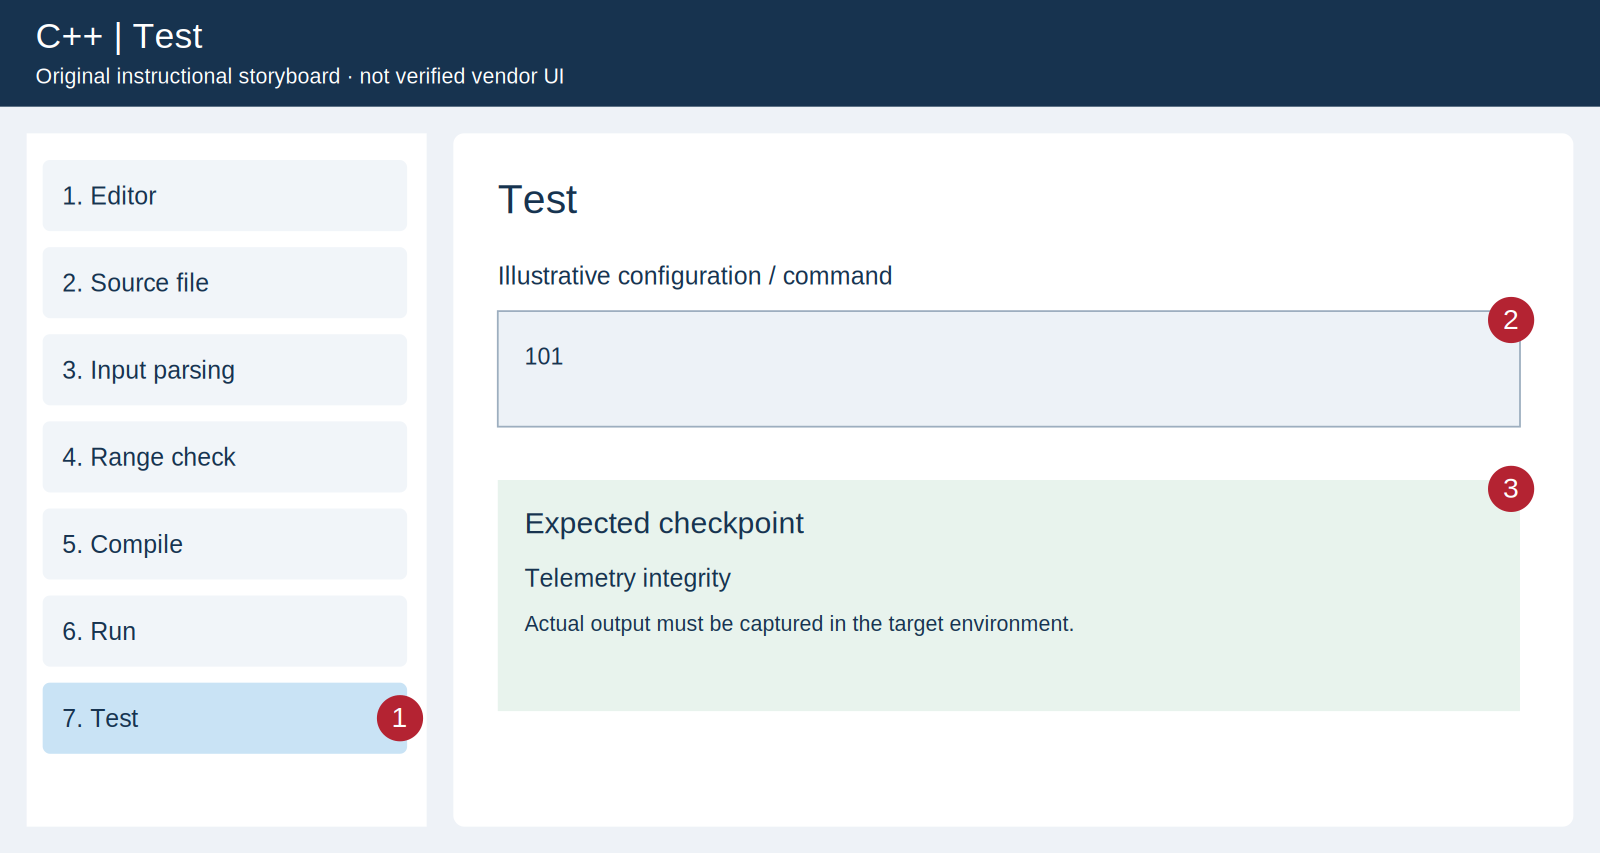 C++ | Test
Original instructional storyboard · not verified vendor UI
1. Editor
2. Source file
3. Input parsing
4. Range check
5. Compile
6. Run
7. Test
1
Test
Illustrative configuration / command
2
101
3
Expected checkpoint
Telemetry integrity
Actual output must be captured in the target environment.